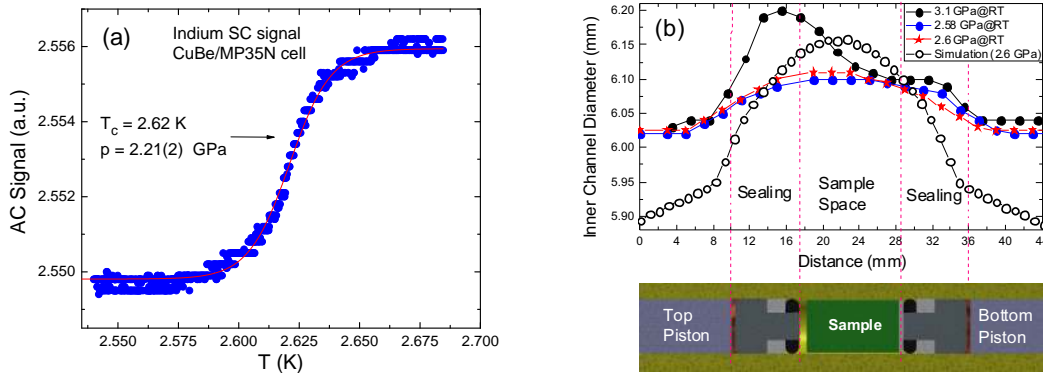 (a)
Indium SC signal
CuBe/MP35N cell
T_c = 2.62 K
p = 2.21(2) GPa
2.556
2.554
2.552
2.550
AC Signal (a.u.)
2.550 2.575 2.600 2.625 2.650 2.675 2.700
T (K)
(b)
3.1 GPa@RT
2.58 GPa@RT
2.6 GPa@RT
Simulation (2.6 GPa)
6.20
6.15
6.10
6.05
6.00
5.95
5.90
Inner Channel Diameter (mm)
Sealing
Sample
Space
Sealing
0 4 8 12 16 20 24 28 32 36 40 44
Distance (mm)
Top
Piston
Sample
Bottom
Piston